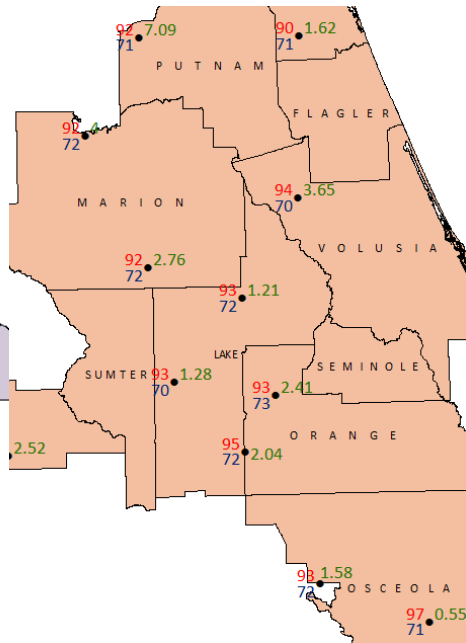 92 7.09
71
90 1.62
71
PUTNAM
FLAGLER
92 4
72
94 3.65
70
MARION
VOLUSIA
92 2.76
72
93 1.21
72
LAKE
SUMTER
93 1.28
70
SEMINOLE
93 2.41
73
ORANGE
95 2.04
72
2.52
93 1.58
72
OSCEOLA
97 0.55
71